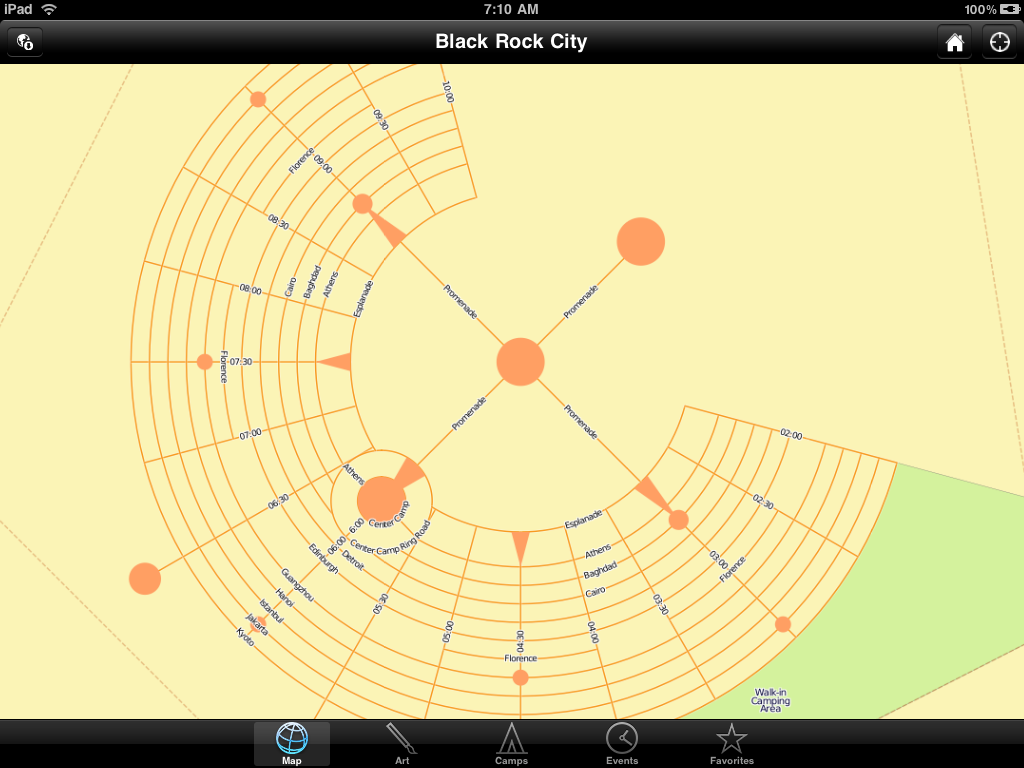 iPad
7:10 AM
100%
Black Rock City
10:00
09:30
Florence
09:00
08:30
08:00
Cairo
Baghdad
Athens
Esplanade
Promenade
Promenade
Florence
07:30
Promenade
Promenade
07:00
02:00
06:30
Athens
6:00
Center Camp
Center Camp Ring Road
06:00
Edinburgh
Detroit
Guangzhou
Hanoi
Istanbul
Jakarta
Kyoto
05:30
05:00
04:30
Florence
Esplanade
Athens
Baghdad
Cairo
04:00
03:30
03:00
Florence
02:30
Walk-in
Camping
Area
Map
Art
Camps
Events
Favorites